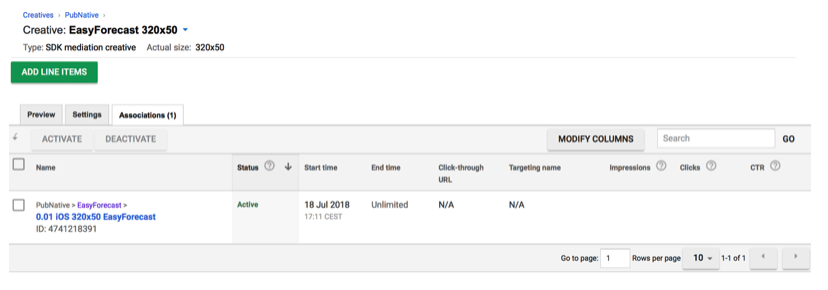 Creatives > PubNative >
Creative: EasyForecast 320x50
Type: SDK mediation creative Actual size: 320x50
ADD LINE ITEMS
Preview Settings Associations (1)
ACTIVATE DEACTIVATE MODIFY COLUMNS Search GO
Name Status Start time End time Click-through URL Targeting name Impressions Clicks CTR
PubNative > EasyForecast > Active 18 Jul 2018 Unlimited N/A N/A
0.01 iOS 320x50 EasyForecast 17:11 CEST
ID: 4741218391
Go to page: 1 Rows per page 10 1-1 of 1